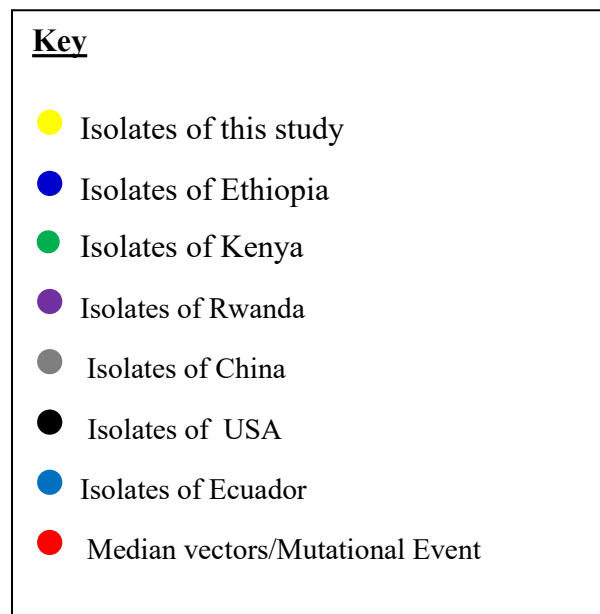 Key
Isolates of this study
Isolates of Ethiopia
Isolates of Kenya
Isolates of Rwanda
Isolates of China
Isolates of USA
Isolates of Ecuador
Median vectors/Mutational Event